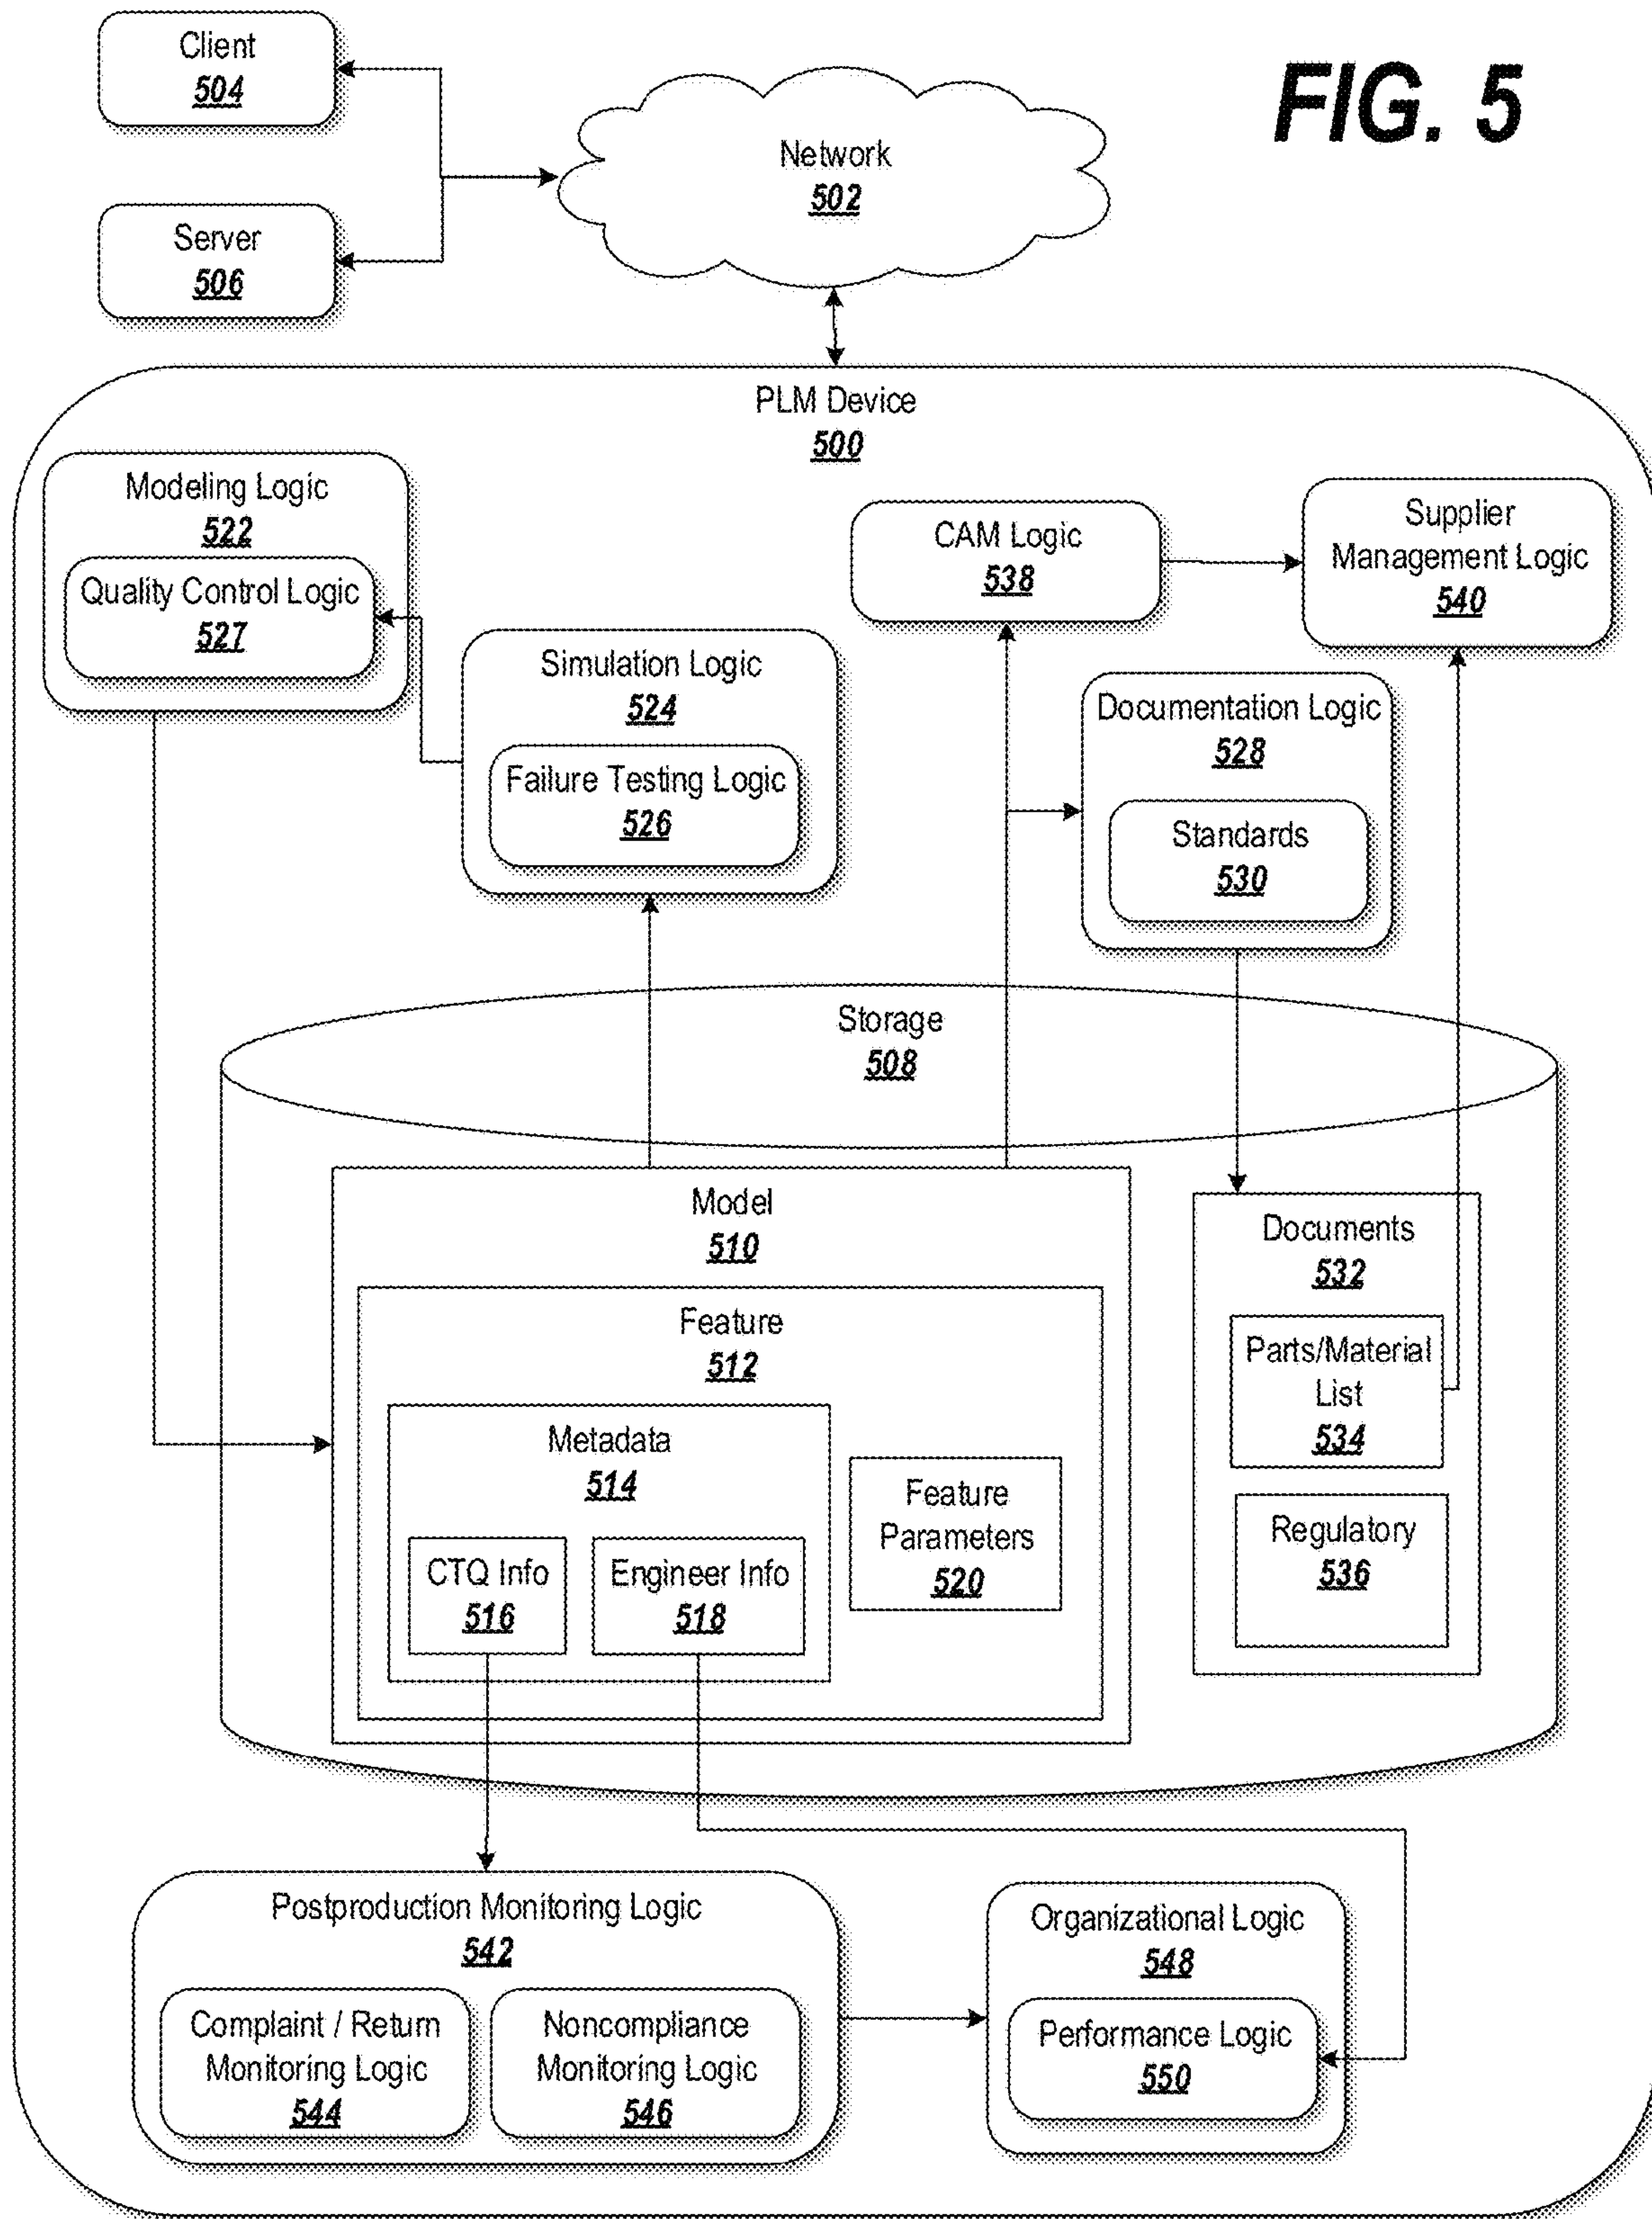 Client
504
FIG. 5
Network
502
Server
506
PLM Device
500
Modeling Logic
522
Quality Control Logic
527
CAM Logic
538
Supplier
Management Logic
540
Simulation Logic
524
Failure Testing Logic
526
Documentation Logic
528
Standards
530
Storage
508
Model
510
Feature
512
Metadata
514
CTQ Info
516
Engineer Info
518
Feature
Parameters
520
Documents
532
Parts/Material
List
534
Regulatory
536
Postproduction Monitoring Logic
542
Complaint / Return
Monitoring Logic
544
Noncompliance
Monitoring Logic
546
Organizational Logic
548
Performance Logic
550